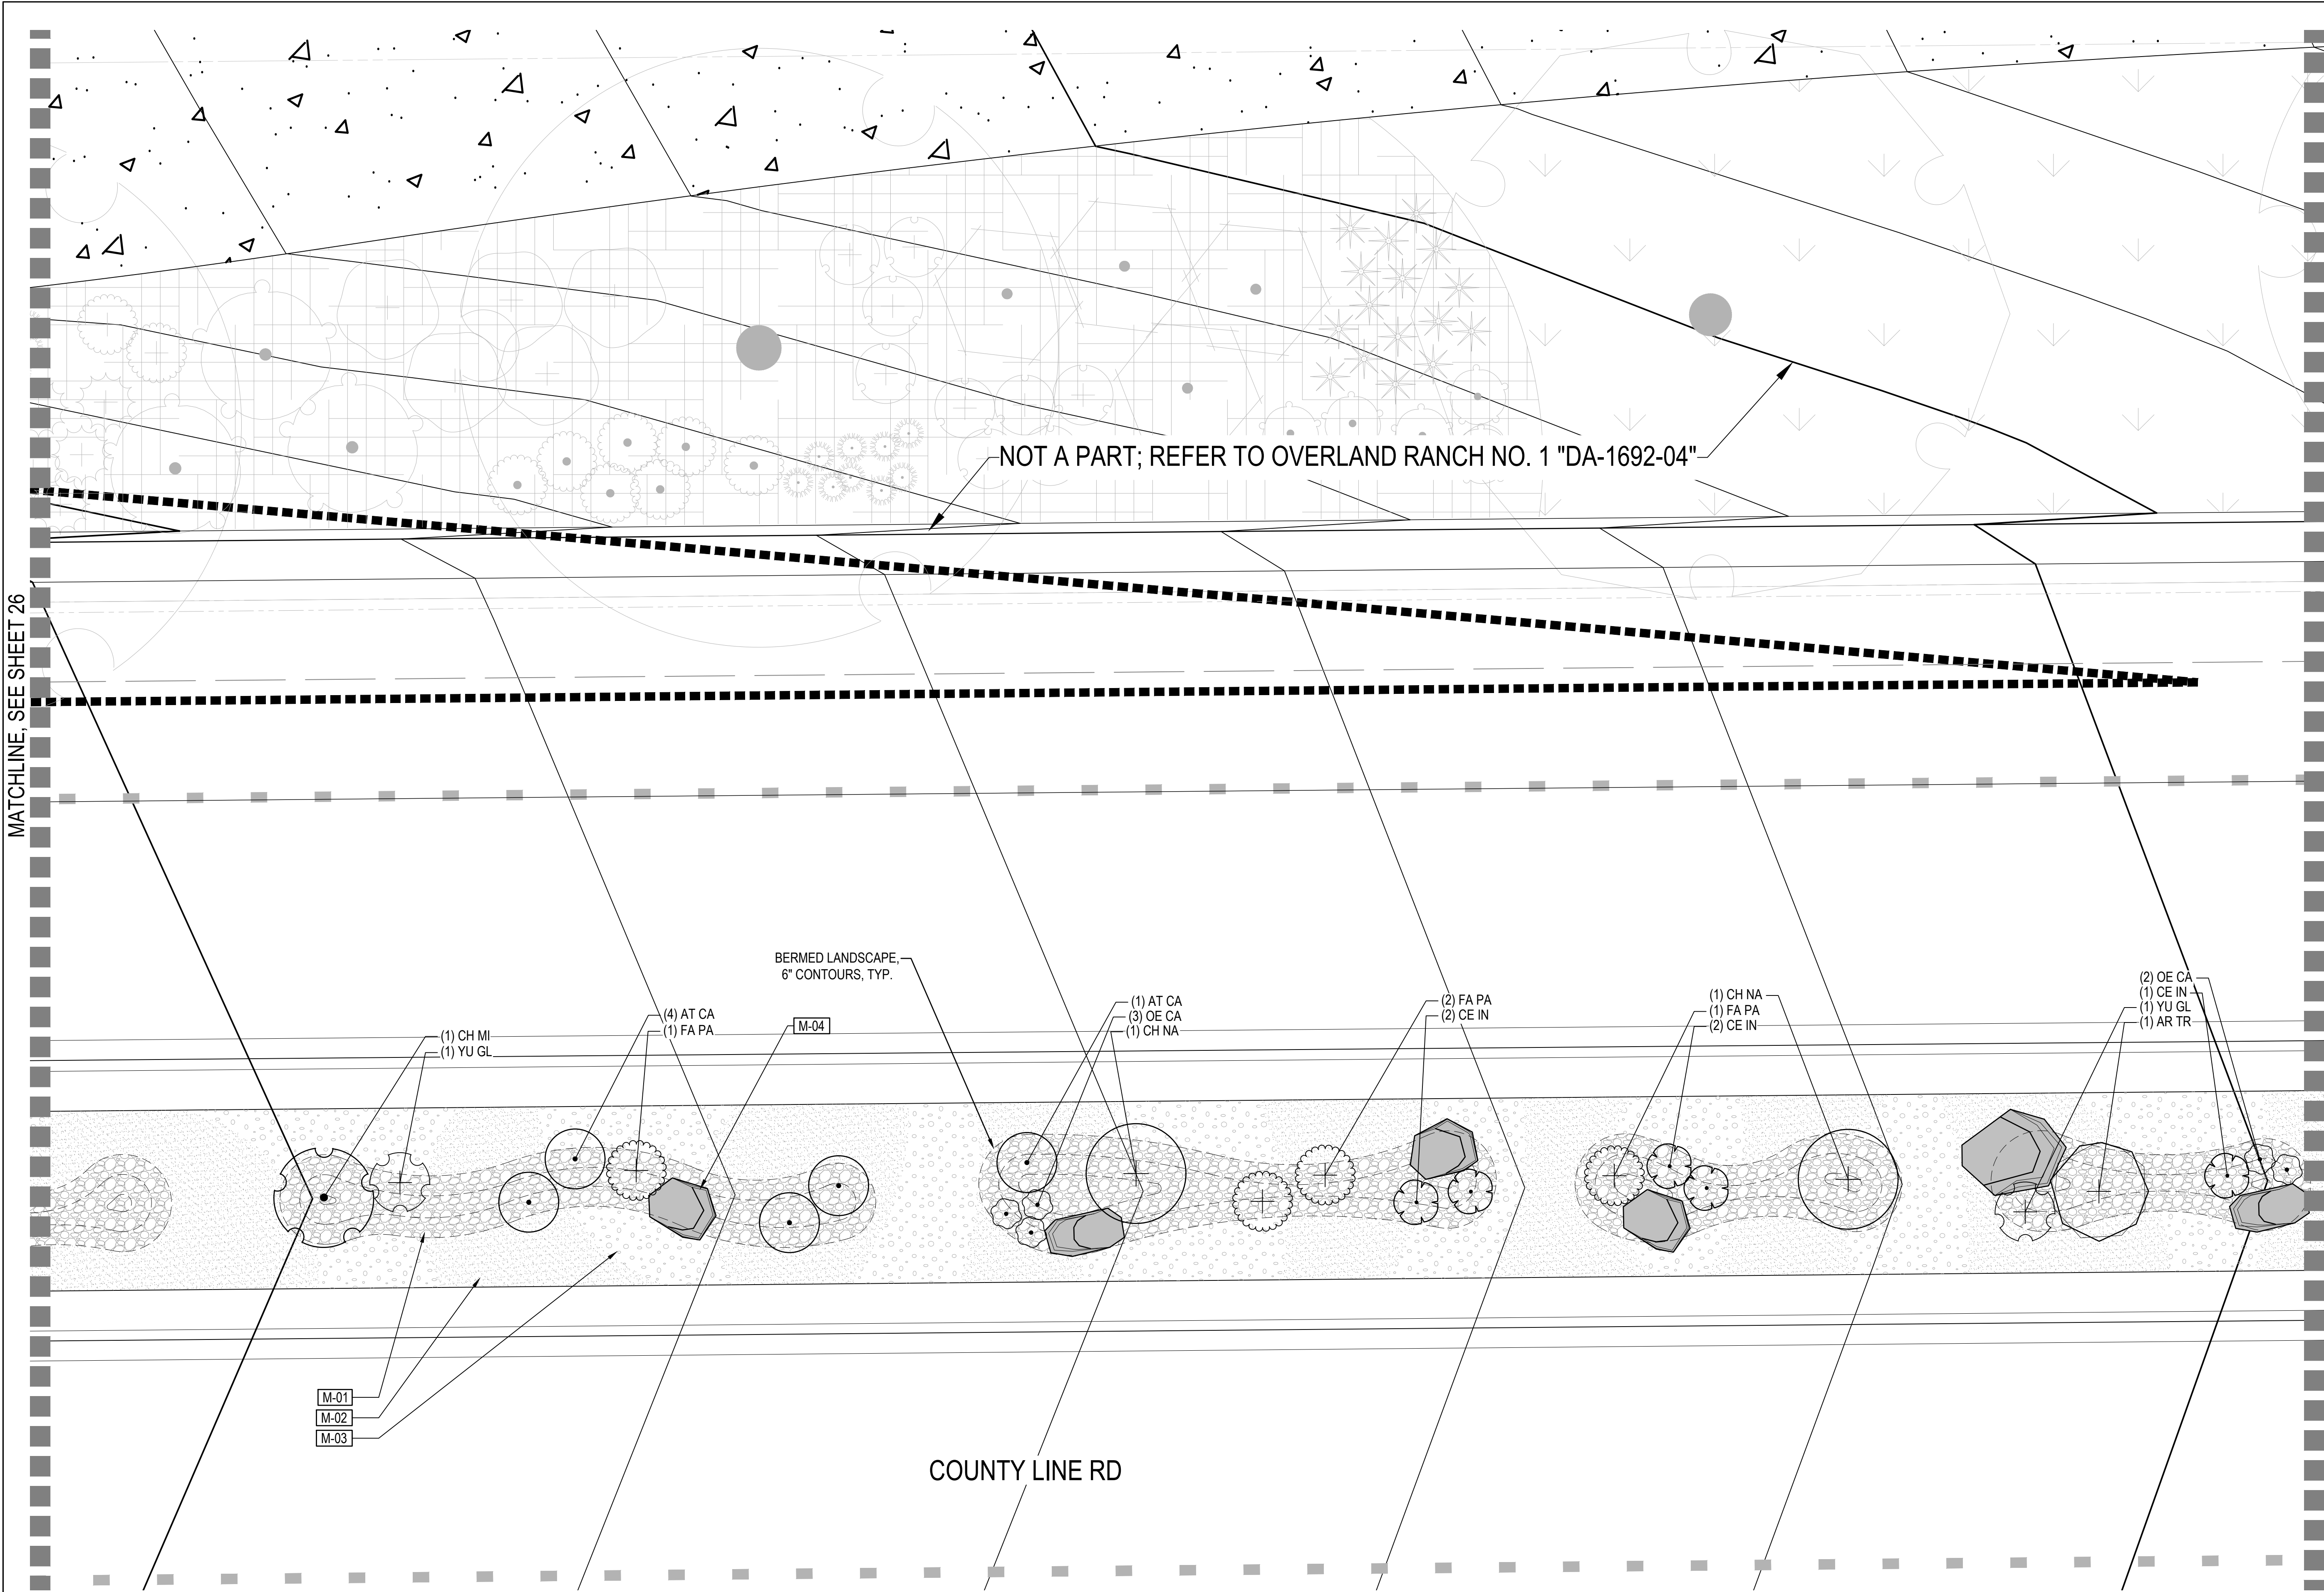 NOT A PART; REFER TO OVERLAND RANCH NO. 1 "DA-1692-04"
MATCHLINE, SEE SHEET 26
BERMED LANDSCAPE,
6" CONTOURS, TYP.
(1) CH MI
(1) YU GL
(4) AT CA
(1) FA PA
M-04
(1) AT CA
(3) OE CA
(1) CH NA
(2) FA PA
(2) CE IN
(1) CH NA
(1) FA PA
(2) CE IN
(2) OE CA
(1) CE IN
(1) YU GL
(1) AR TR
M-01
M-02
M-03
COUNTY LINE RD